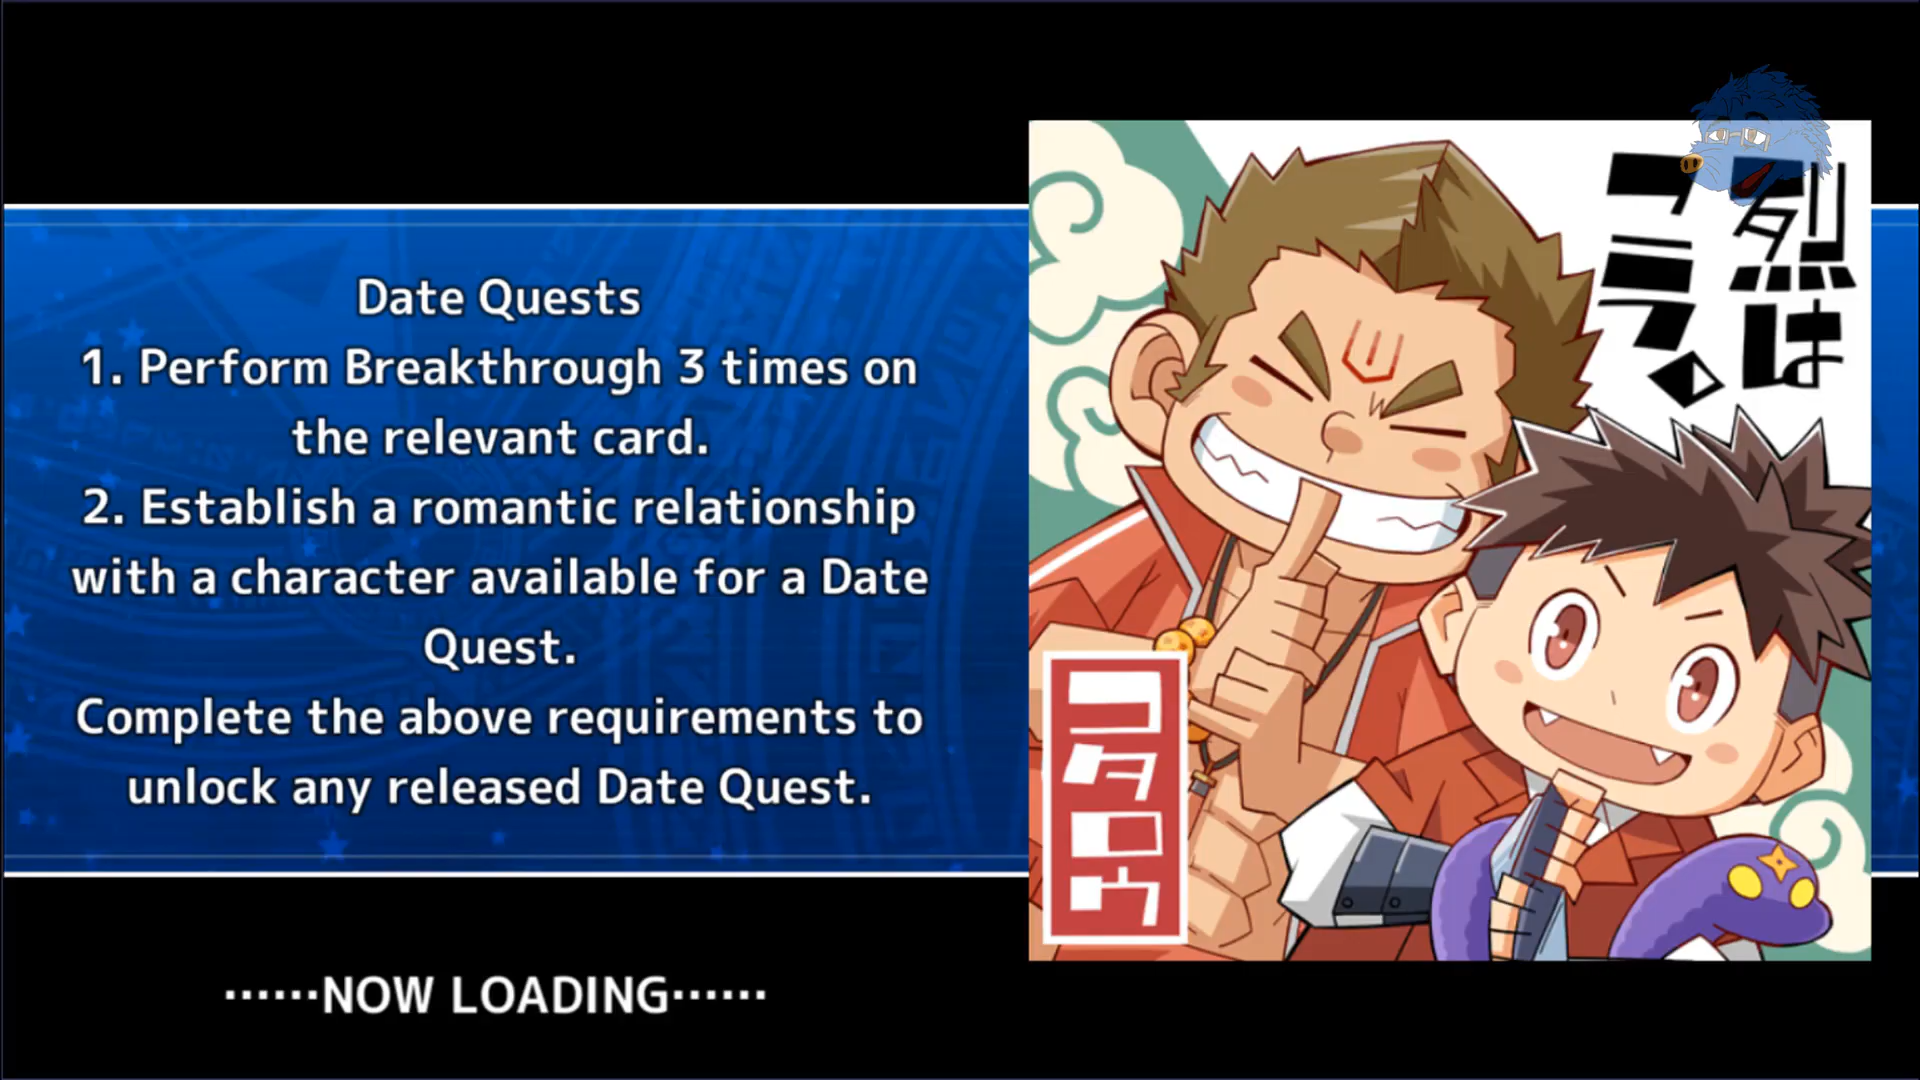 Date Quests
1. Perform Breakthrough 3 times on
the relevant card.
2. Establish a romantic relationship
with a character available for a Date
Quest.
Complete the above requirements to
unlock any released Date Quest.
······NOW LOADING······
烈は
コラ、
コタロウ